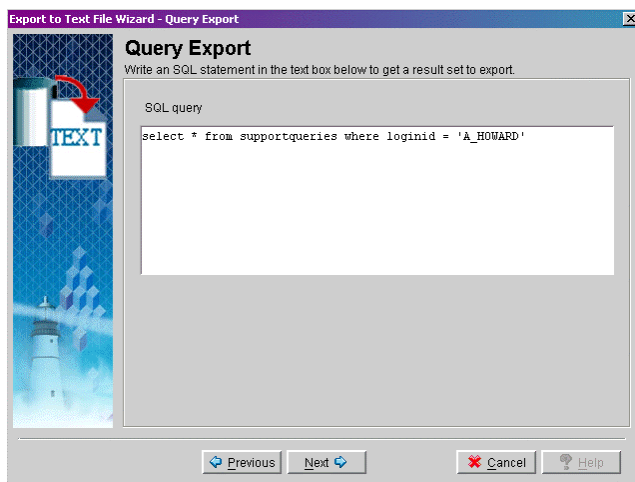 Export to Text File Wizard - Query Export
Query Export
Write an SQL statement in the text box below to get a result set to export.
TEXT
SQL query
select * from supportqueries where loginid = 'A_HOWARD'
Previous
Next
Cancel
Help